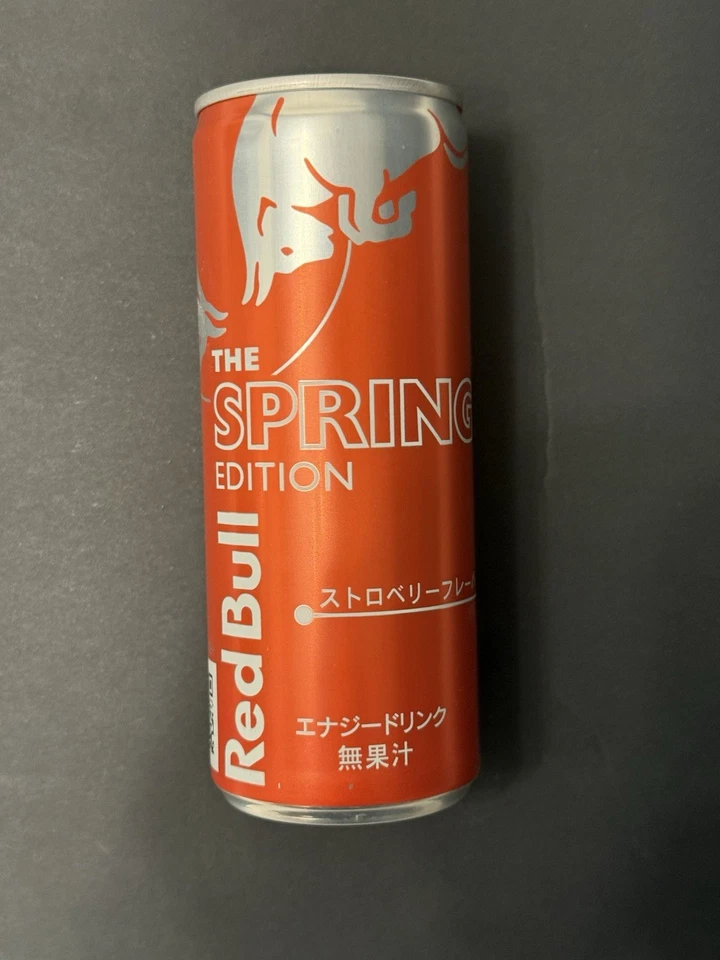 THE
SPRING
EDITION
Red Bull
ストロベリーフレー
エナジードリンク
無果汁